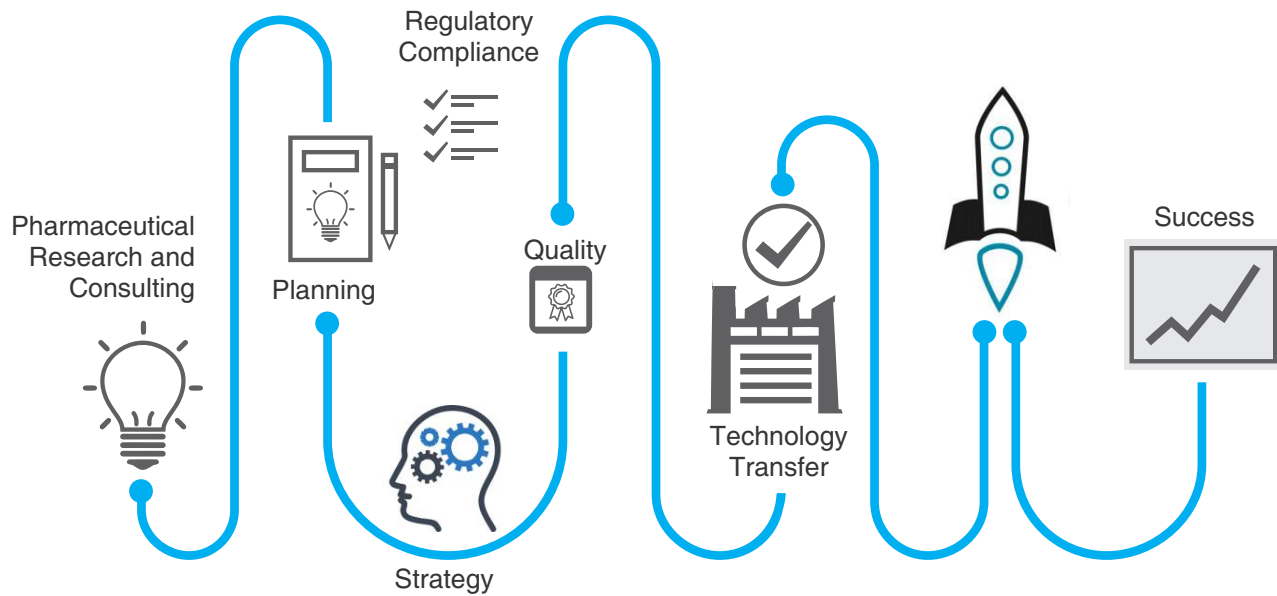 Pharmaceutical
Research and
Consulting
Planning
Regulatory
Compliance
Strategy
Quality
Technology
Transfer
Success